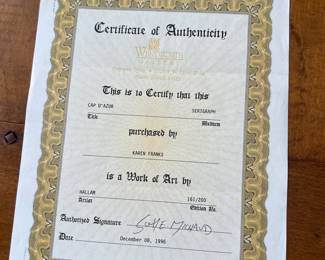 Certificate of Authenticity
This is to Certify that this
CAP D'AZUR SERIGRAPH
Title Medium
purchased by
KAREN FRANKS
is a Work of Art by
HALLAM 161/200
Artist Edition No.
Authorized Signature
Date December 08, 1996